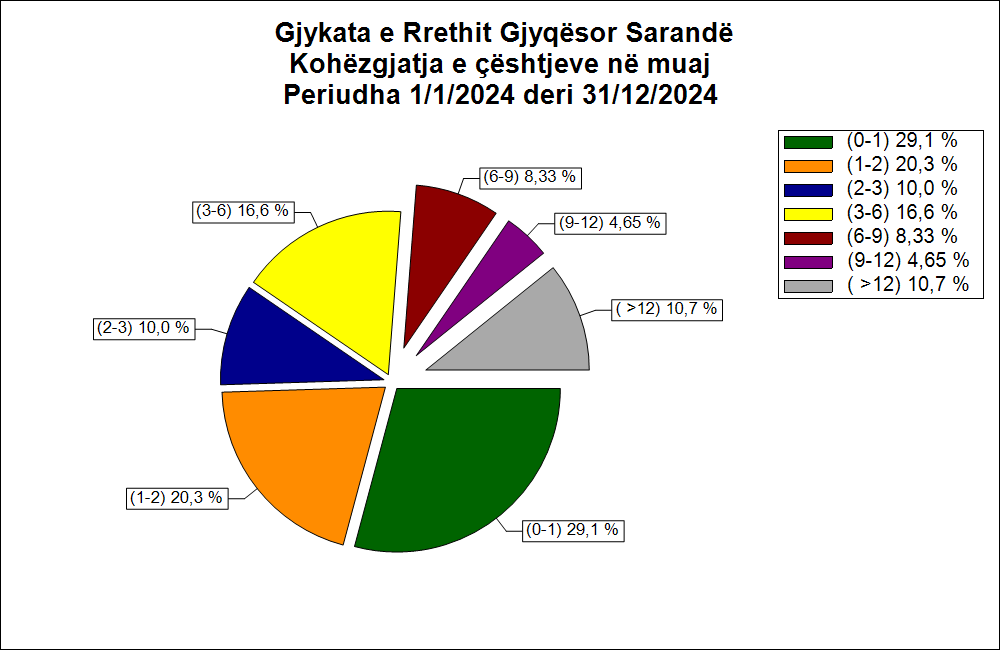 Gjykata e Rrethit Gjyqësor Sarandë
Kohëzgjatja e çështjeve në muaj
Periudha 1/1/2024 deri 31/12/2024
(0-1) 29,1 %
(1-2) 20,3 %
(2-3) 10,0 %
(3-6) 16,6 %
(6-9) 8,33 %
(9-12) 4,65 %
( >12) 10,7 %
(6-9) 8,33 %
(3-6) 16,6 %
(9-12) 4,65 %
( >12) 10,7 %
(2-3) 10,0 %
(1-2) 20,3 %
(0-1) 29,1 %